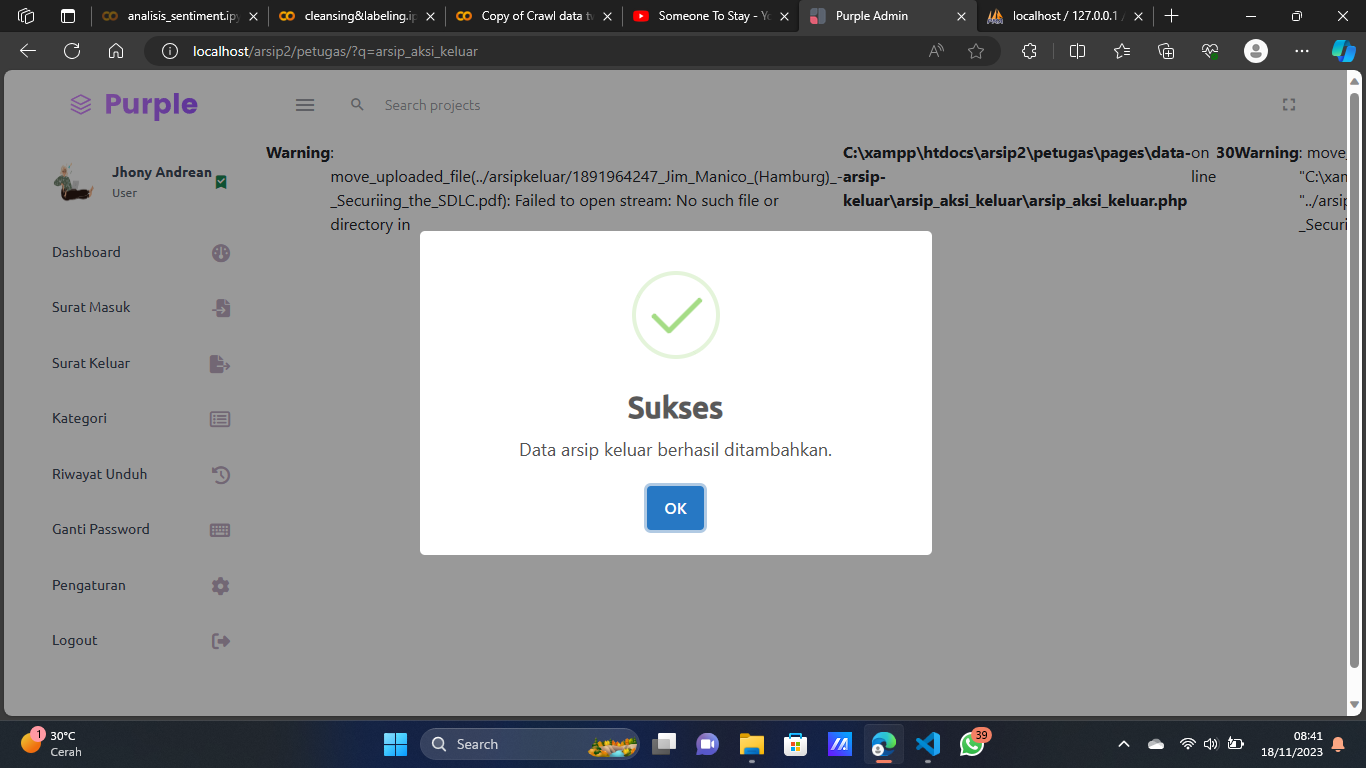 analisis_sentiment.ipy
cleansing&labeling.ip
Copy of Crawl data tw
Someone To Stay - Yo
Purple Admin
localhost / 127.0.0.1 /
localhost/arsip2/petugas/?q=arsip_aksi_keluar
Purple
Search projects
Jhony Andrean
User
Dashboard
Surat Masuk
Surat Keluar
Kategori
Riwayat Unduh
Ganti Password
Pengaturan
Logout
Warning:
move_uploaded_file(../arsipkeluar/1891964247_Jim_Manico_(Hamburg)_-
_Securiing_the_SDLC.pdf): Failed to open stream: No such file or
directory in
C:\xampp\htdocs\arsip2\petugas\pages\data-
arsip-
keluar\arsip_aksi_keluar\arsip_aksi_keluar.php
on
line
30Warning: move_
"C:\xam
"../arsip
_Securi
Sukses
Data arsip keluar berhasil ditambahkan.
OK
1
30°C
Cerah
Search
39
08:41
18/11/2023